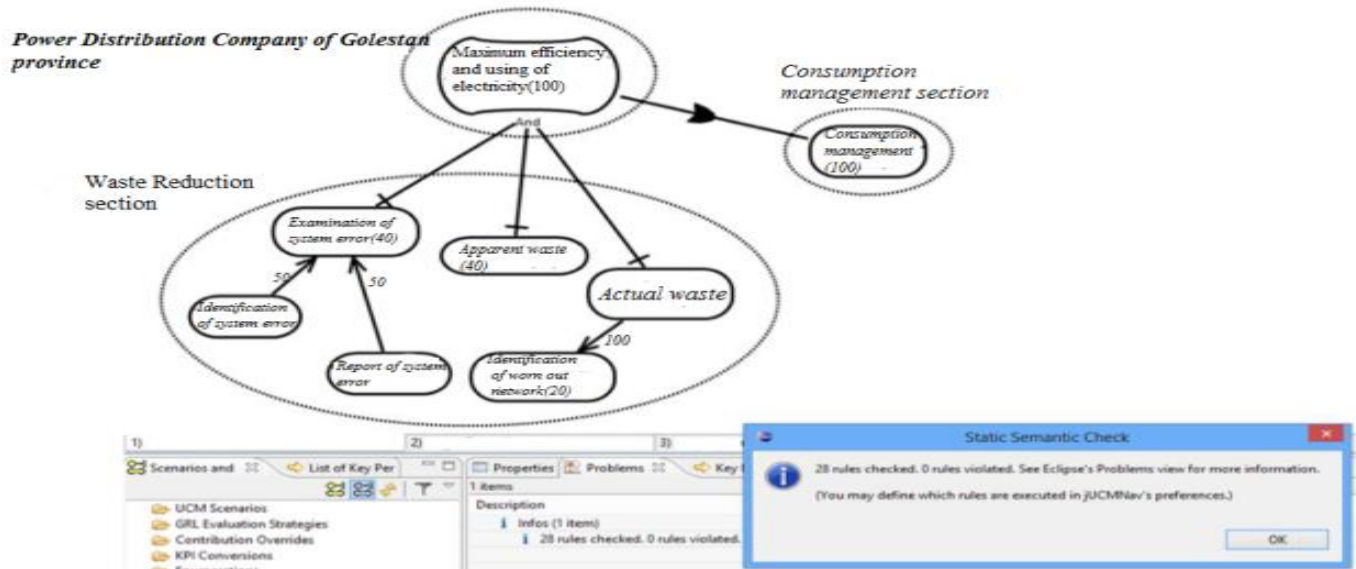 Power Distribution Company of Golestan
province
Maximum efficiency
and using of
electricity(100)
And
Consumption
management section
Consumption
management
(100)
Waste Reduction
section
Examination of
system error(40)
Apparent waste
(40)
Actual waste
50
50
100
Identification
of system error
Report of system
error
Identification
of worn out
network(20)
1)
2)
3)
Scenarios and
List of Key Per
Properties
Problems
Key
1 items
Description
Infos (1 item)
28 rules checked. 0 rules violated.
UCM Scenarios
GRL Evaluation Strategies
Contribution Overrides
KPI Conversions
Static Semantic Check
28 rules checked. 0 rules violated. See Eclipse's Problems view for more information.
(You may define which rules are executed in jUCMNav's preferences.)
OK